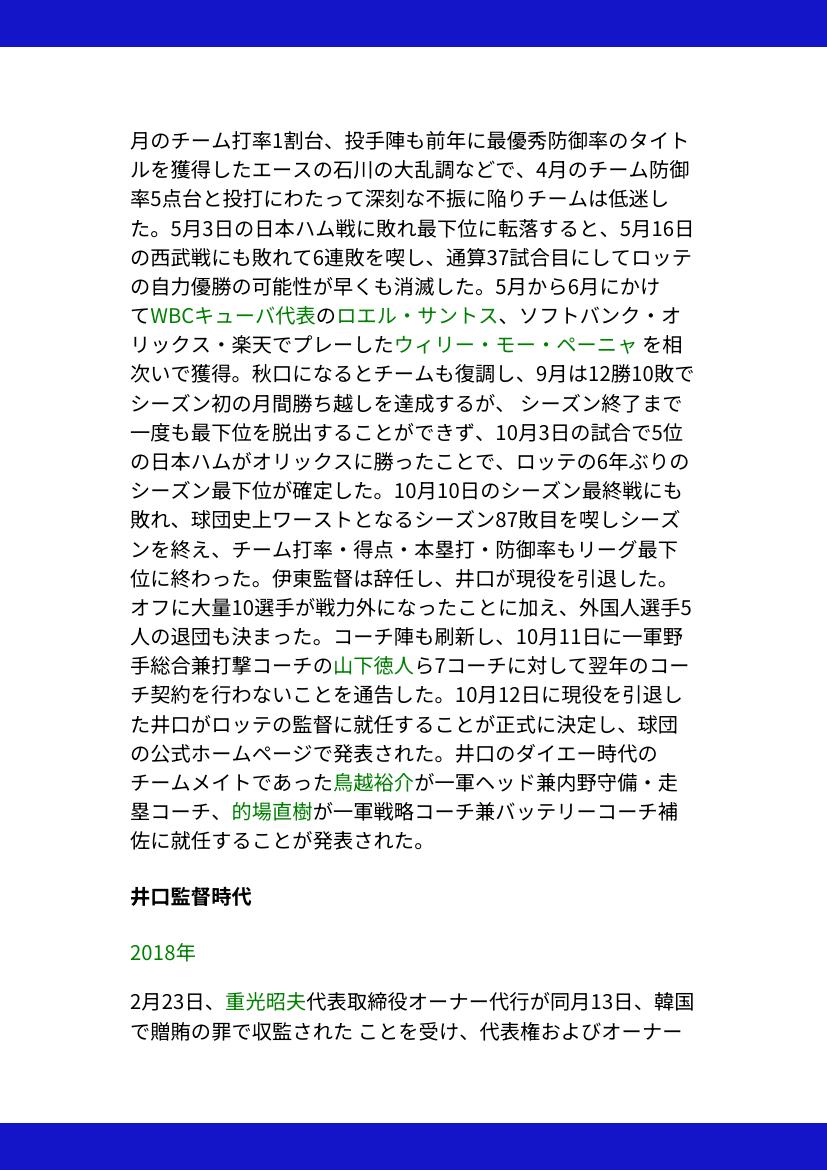 月のチーム打率1割台、投手陣も前年に最優秀防御率のタイト
ルを獲得したエースの石川の大乱調などで、4月のチーム防御
率5点台と投打にわたって深刻な不振に陥りチームは低迷し
た。5月3日の日本ハム戦に敗れ最下位に転落すると、5月16日
の西武戦にも敗れて6連敗を喫し、通算37試合目にしてロッテ
の自力優勝の可能性が早くも消滅した。5月から6月にかけ
てWBCキューバ代表のロエル・サントス、ソフトバンク・オ
リックス・楽天でプレーしたウィリー・モー・ペーニャ を相
次いで獲得。秋口になるとチームも復調し、9月は12勝10敗で
シーズン初の月間勝ち越しを達成するが、 シーズン終了まで
一度も最下位を脱出することができず、10月3日の試合で5位
の日本ハムがオリックスに勝ったことで、ロッテの6年ぶりの
シーズン最下位が確定した。10月10日のシーズン最終戦にも
敗れ、球団史上ワーストとなるシーズン87敗目を喫しシーズ
ンを終え、チーム打率・得点・本塁打・防御率もリーグ最下
位に終わった。伊東監督は辞任し、井口が現役を引退した。
オフに大量10選手が戦力外になったことに加え、外国人選手5
人の退団も決まった。コーチ陣も刷新し、10月11日に一軍野
手総合兼打撃コーチの山下徳人ら7コーチに対して翌年のコー
チ契約を行わないことを通告した。10月12日に現役を引退し
た井口がロッテの監督に就任することが正式に決定し、球団
の公式ホームページで発表された。井口のダイエー時代の
チームメイトであった鳥越裕介が一軍ヘッド兼内野守備・走
塁コーチ、的場直樹が一軍戦略コーチ兼バッテリーコーチ補
佐に就任することが発表された。
井口監督時代
2018年
2月23日、重光昭夫代表取締役オーナー代行が同月13日、韓国
で贈賄の罪で収監された ことを受け、代表権およびオーナー